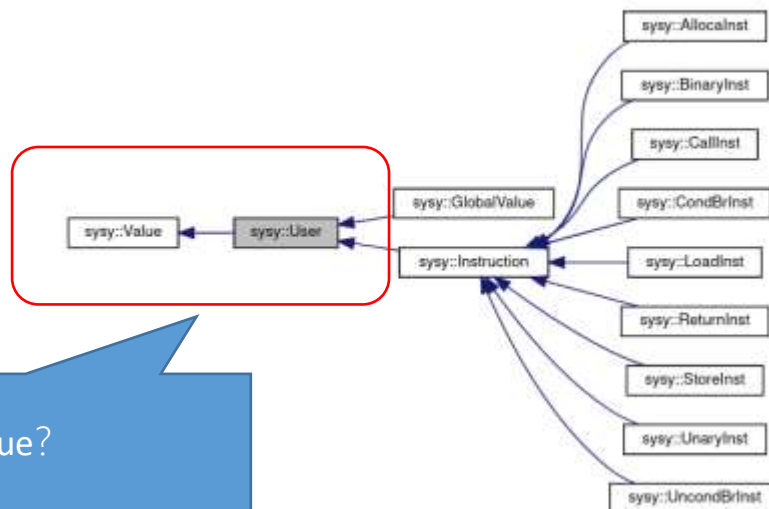 sysy::AllocaInst
sysy::BinaryInst
sysy::CallInst
sysy::GlobalValue
sysy::CondBrInst
sysy::Value
sysy::User
sysy::Instruction
sysy::LoadInst
sysy::ReturnInst
sysy::StoreInst
ue？
sysy::UnaryInst
sysy::UncondBrInst